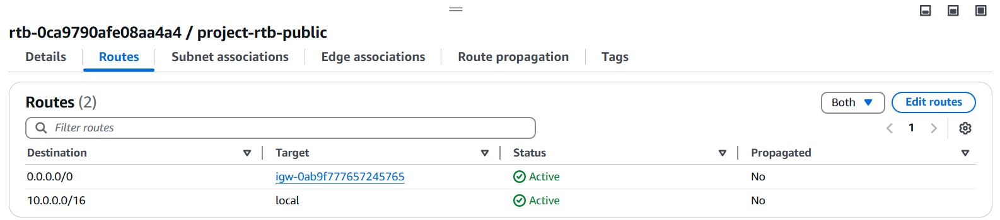 rtb-0ca9790afe08aa4a4 / project-rtb-public
Details Routes Subnet associations Edge associations Route propagation Tags
Routes (2) Both Edit routes
Filter routes 1
Destination Target Status Propagated
0.0.0.0/0 igw-0ab9f777657245765 Active No
10.0.0.0/16 local Active No